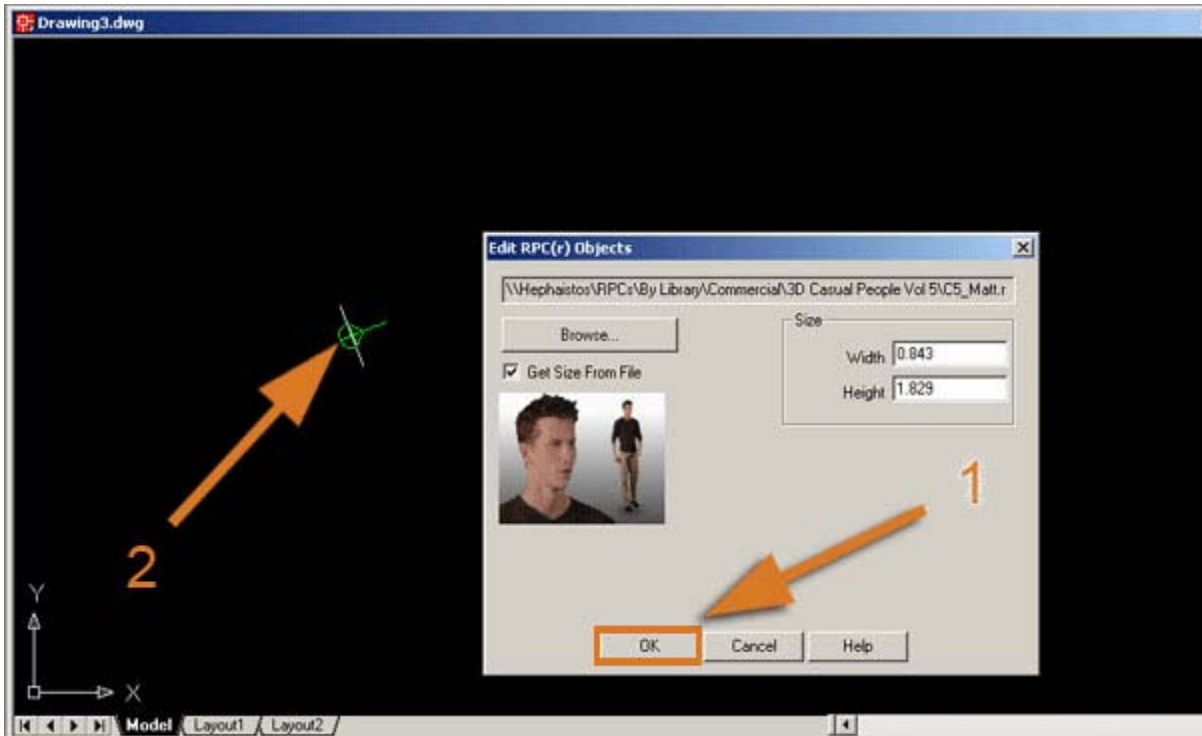 Drawing3.dwg
Edit RPC(r) Objects
\\Hephaistos\RPCs\By Library\Commercial\3D Casual People Vol 5\C5_Matt.r
Browse...
Get Size From File
Size
Width 0.843
Height 1.829
1
2
OK Cancel Help
Y
X
Model Layout1 Layout2